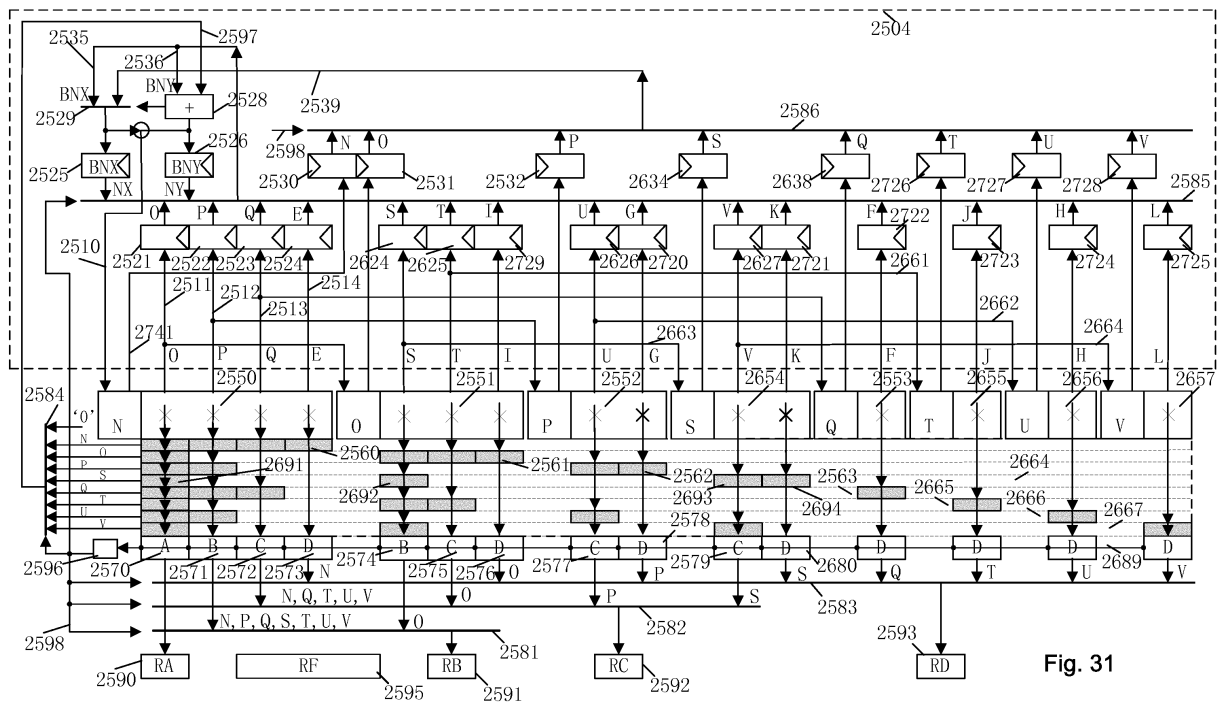 2535
2597
2504
2536
BNY
BNX
2529
+
2528
2539
2526
2586
2598
N O P S Q T U V
BNX
BNY
2525
2530
2531
2532
2634
2638
2726
2727
2728
NX
NY
2585
O P Q E S T I U G V K F J H L
2722
2510
2521
2522
2523
2524
2624
2625
2729
2626
2720
2627
2721
2661
2723
2724
2725
2511
2514
2512
2513
2662
2741
2663
2664
O P Q E S T I U G V K F J H L
2584
2550
2551
2552
2654
2553
2655
2656
2657
'0'
N O P S Q T U V
N
O
P
S
Q
T
U
V
2560
2561
2562
2563
2664
2691
2692
2693
2694
2665
2666
2667
2578
A B C D B C D C D C D D D D D
2596
2570
2571
2572
2573
N
2574
2575
2576
O
2577
P
2579
S
2680
Q
T
U
2689
V
2583
N, Q, T, U, V
O
P
S
2582
N, P, Q, S, T, U, V
O
2598
2581
2593
RA
RF
RB
RC
RD
2590
2595
2591
2592
Fig. 31